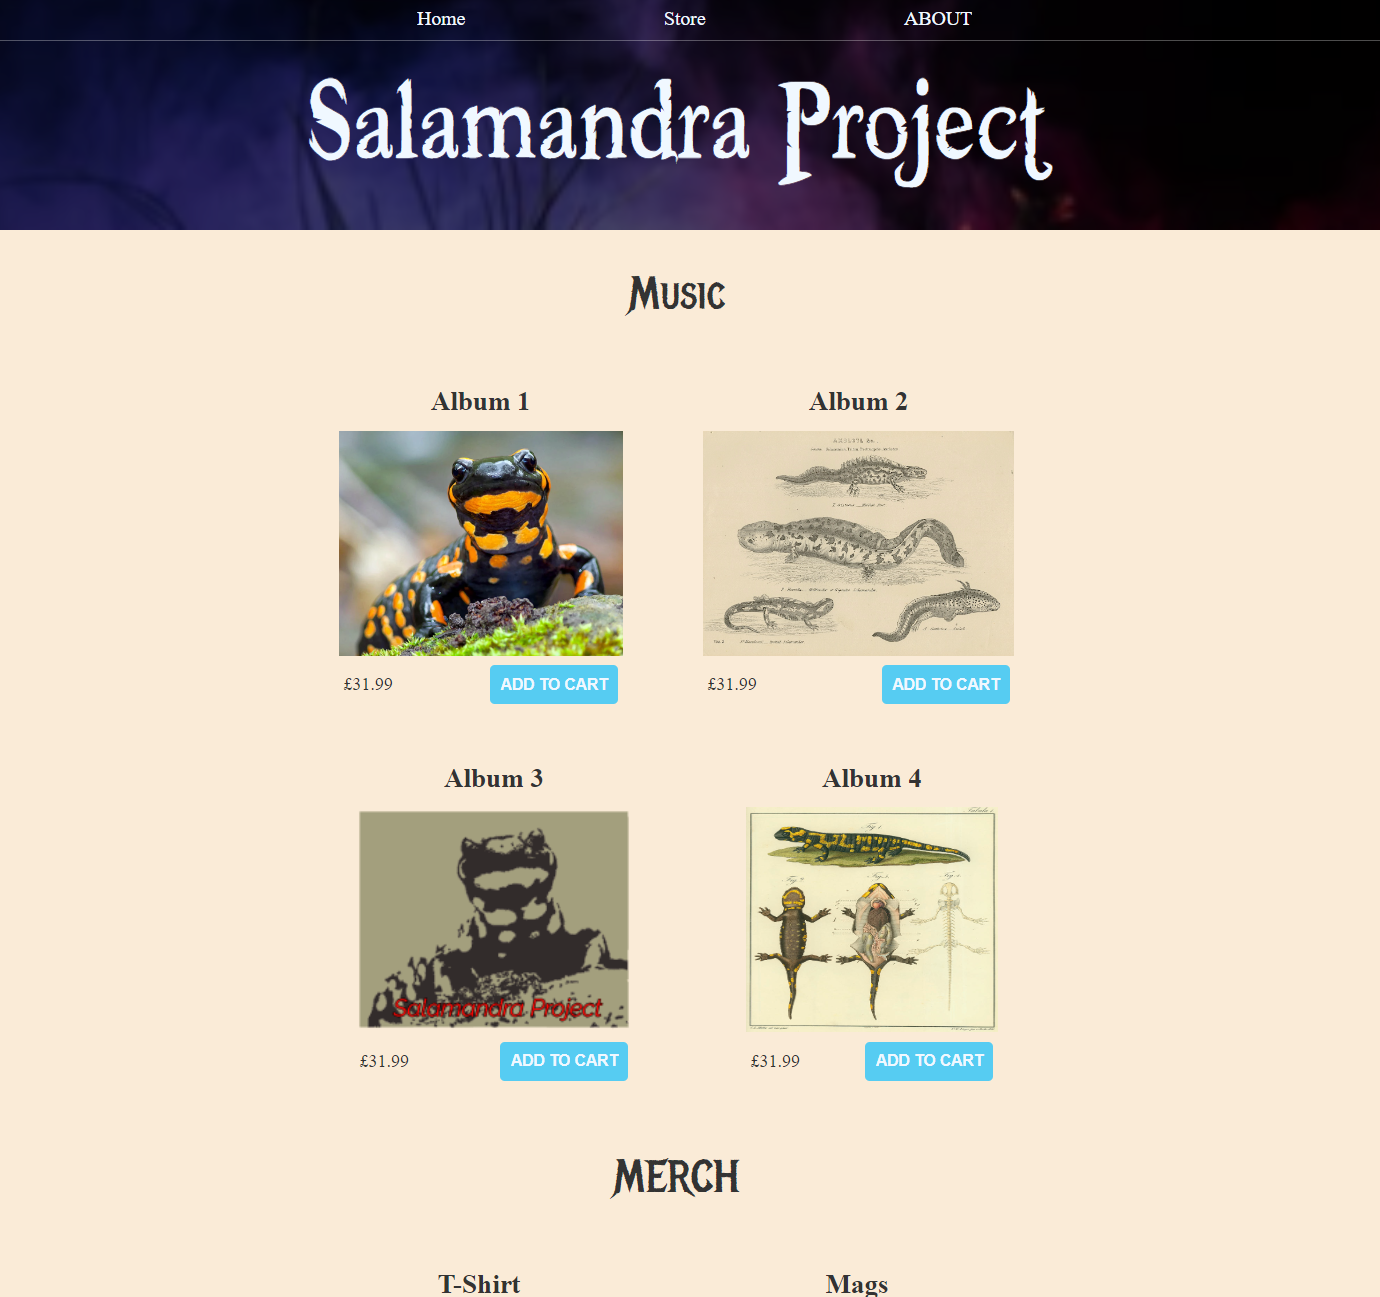 Home Store ABOUT
Salamandra Project
Music
Album 1 Album 2
£31.99 ADD TO CART £31.99 ADD TO CART
Album 3 Album 4
Salamandra Project
Fig. 1
£31.99 ADD TO CART £31.99 ADD TO CART
MERCH
T-Shirt Mags